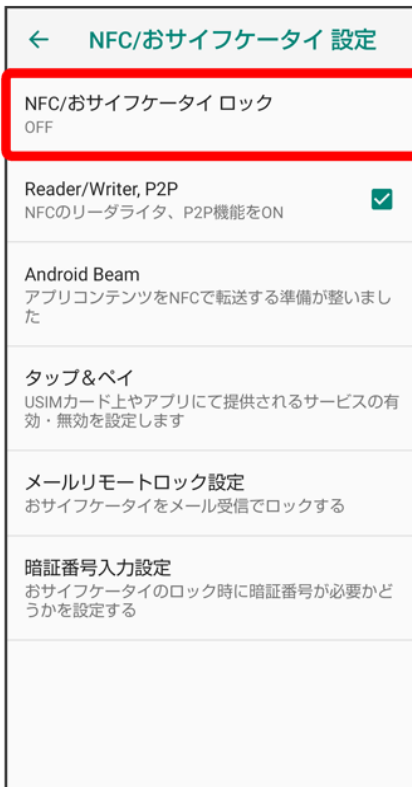 ← NFC/おサイフケータイ 設定
NFC/おサイフケータイ ロック
OFF
Reader/Writer, P2P
NFCのリーダライタ、P2P機能をON
Android Beam
アプリコンテンツをNFCで転送する準備が整いまし
た
タップ＆ペイ
USIMカード上やアプリにて提供されるサービスの有
効・無効を設定します
メールリモートロック設定
おサイフケータイをメール受信でロックする
暗証番号入力設定
おサイフケータイのロック時に暗証番号が必要かど
うかを設定する